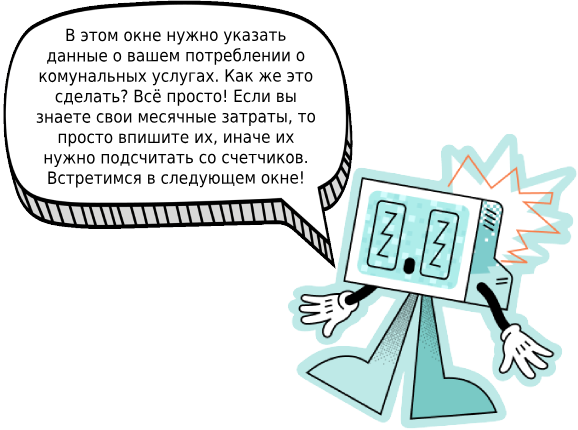 В этом окне нужно указать
данные о вашем потреблении о
комунальных услугах. Как же это
сделать? Всё просто! Если вы
знаете свои месячные затраты, то
просто впишите их, иначе их
нужно подсчитать со счетчиков.
Встретимся в следующем окне!